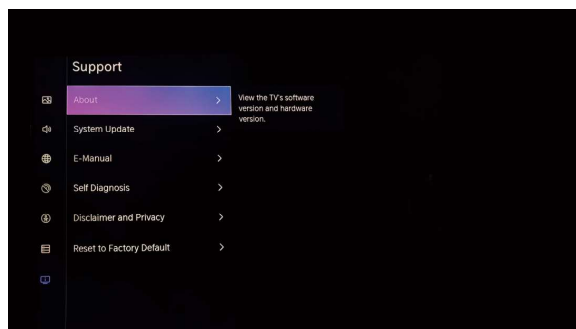 Support
About
View the TV's software
version and hardware
version.
System Update
E-Manual
Self Diagnosis
Disclaimer and Privacy
Reset to Factory Default